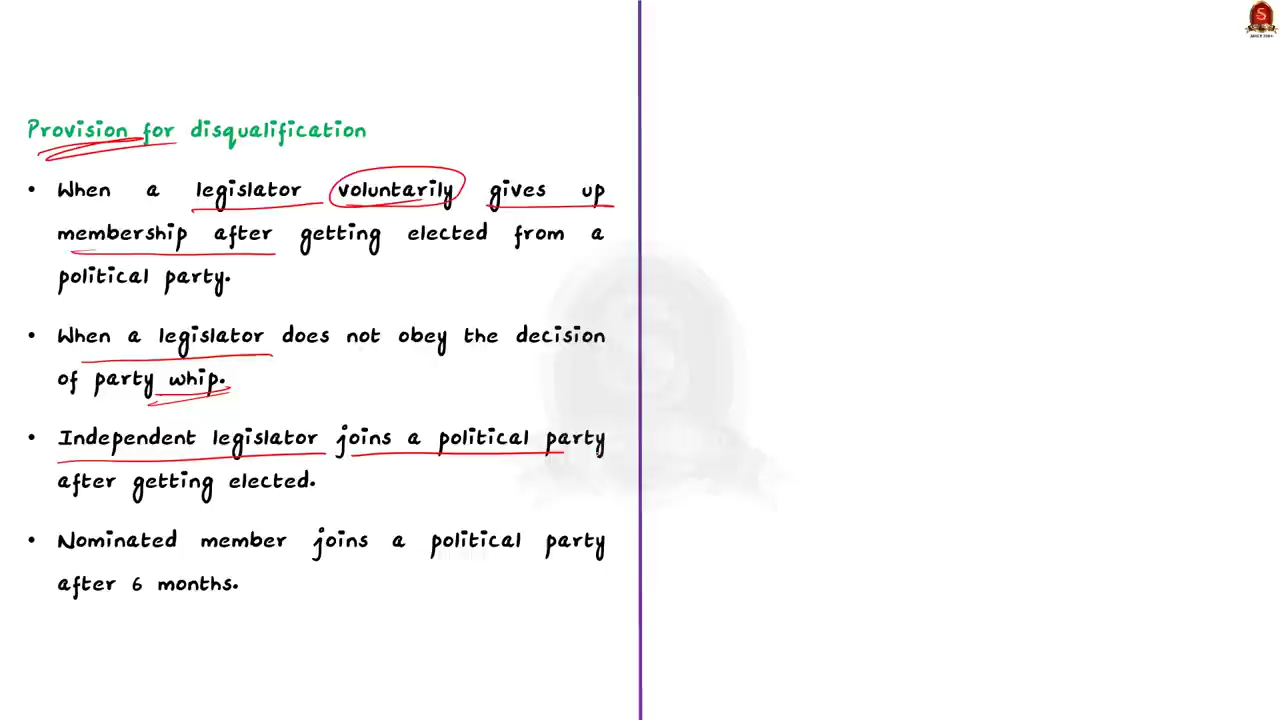 Provision for disqualification
• When a legislator voluntarily gives up
membership after getting elected from a
political party.
• When a legislator does not obey the decision
of party whip.
• Independent legislator joins a political party
after getting elected.
• Nominated member joins a political party
after 6 months.